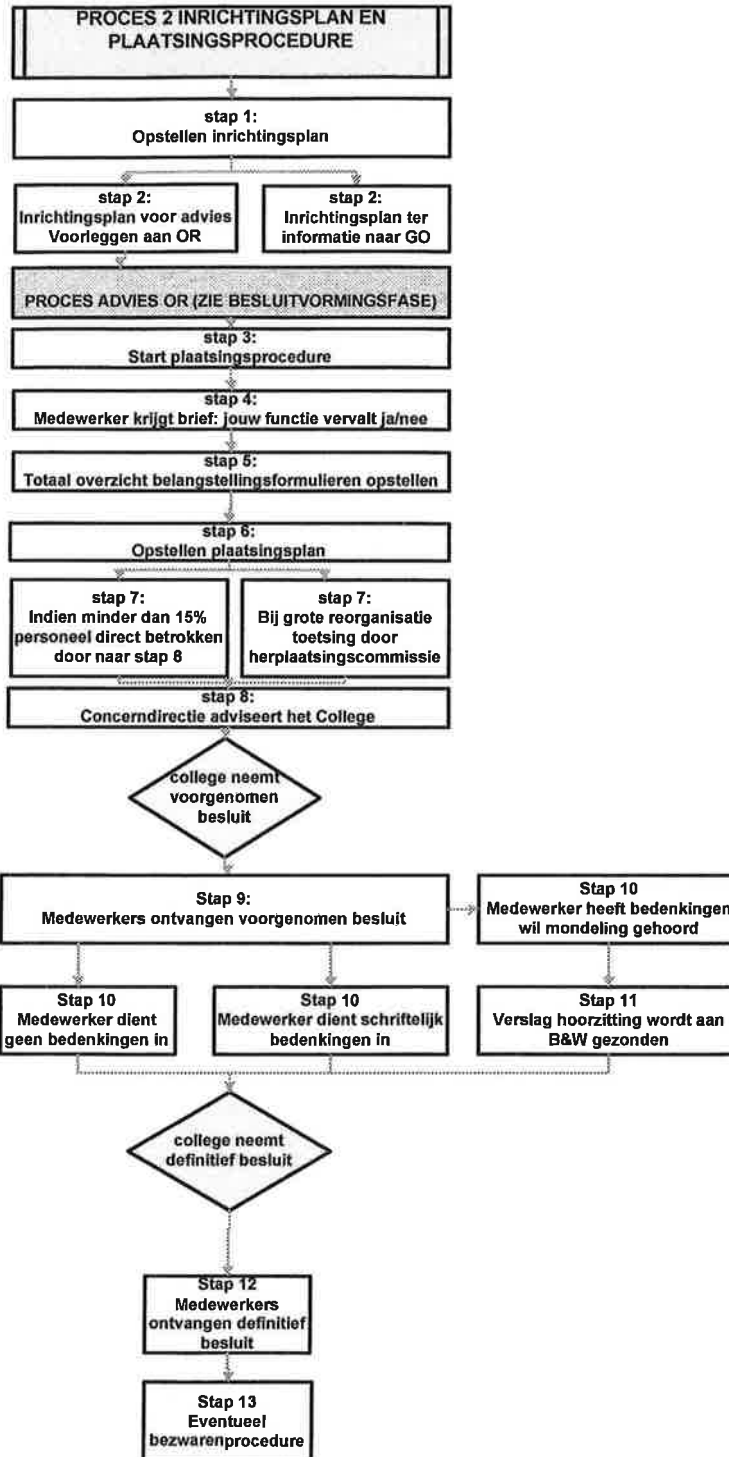 PROCES 2 INRICHTINGSPLAN EN
PLAATSINGSPROCEDURE
stap 1:
Opstellen inrichtingsplan
stap 2:
Inrichtingsplan voor advies
Voorleggen aan OR
stap 2:
Inrichtingsplan ter
informatie naar GO
PROCES ADVIES OR (ZIE BESLUITVORMINGSFASE)
stap 3:
Start plaatsingsprocedure
stap 4:
Medewerker krijgt brief: jouw functie vervalt ja/nee
stap 5:
Totaal overzicht belangstellingsformulieren opstellen
stap 6:
Opstellen plaatsingsplan
stap 7:
Indien minder dan 15%
personeel direct betrokken
door naar stap 8
stap 7:
Bij grote reorganisatie
toetsing door
herplaatsingscommissie
stap 8:
Concerndirectie adviseert het College
college neemt
voorgenomen
besluit
Stap 9:
Medewerkers ontvangen voorgenomen besluit
Stap 10
Medewerker heeft bedenkingen
wil mondeling gehoord
Stap 10
Medewerker dient
geen bedenkingen in
Stap 10
Medewerker dient schriftelijk
bedenkingen in
Stap 11
Verslag hoorzitting wordt aan
B&W gezonden
college neemt
definitief besluit
Stap 12
Medewerkers
ontvangen definitief
besluit
Stap 13
Eventueel
bezwarenprocedure